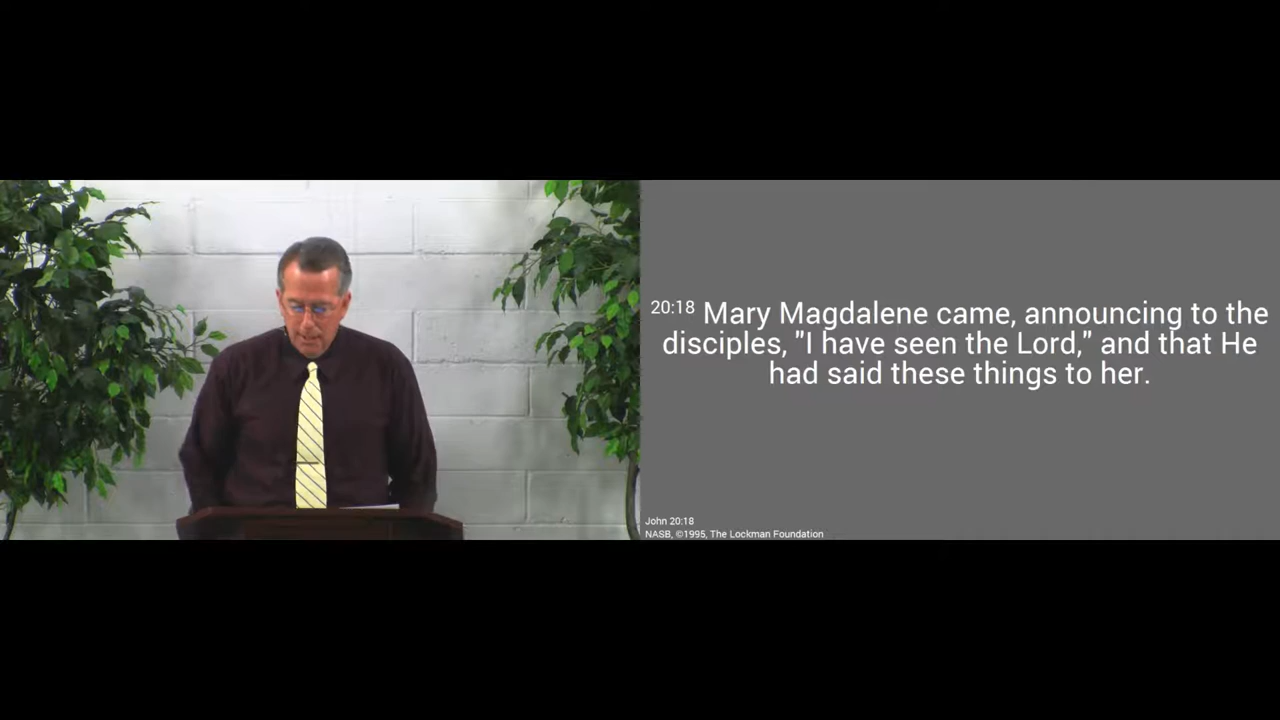 20:18 Mary Magdalene came, announcing to the
disciples, "I have seen the Lord," and that He
had said these things to her.
John 20:18
NASB, ©1995, The Lockman Foundation